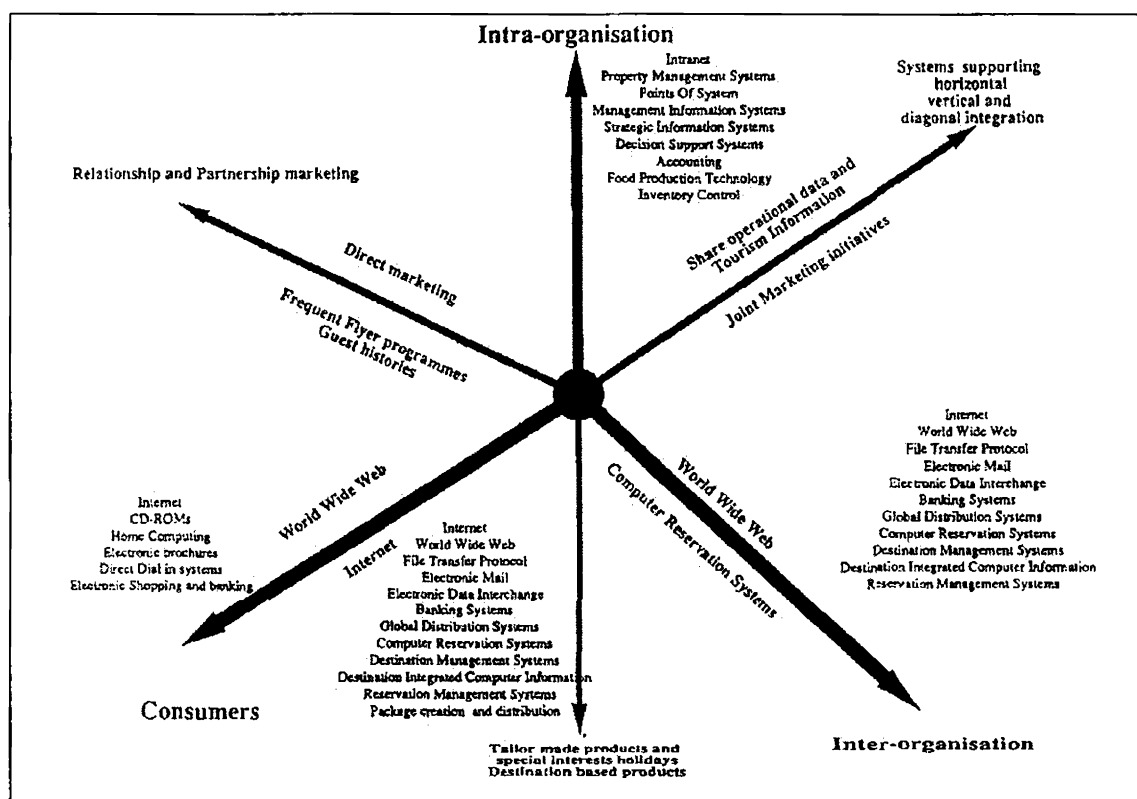 Intra-organisation
Intranet
Property Management Systems
Points Of System
Management Information Systems
Strategic Information Systems
Decision Support Systems
Accounting
Food Production Technology
Inventory Control
Systems supporting
horizontal
vertical and
diagonal integration
Relationship and Partnership marketing
Direct marketing
Frequent Flyer programmes
Guest histories
Share operational data and
Tourism Information
Joint Marketing initiatives
World Wide Web
Internet
Internet
CD-ROMs
Home Computing
Electronic brochures
Direct Dial in systems
Electronic Shopping and banking
Consumers
Internet
World Wide Web
File Transfer Protocol
Electronic Mail
Electronic Data Interchange
Banking Systems
Global Distribution Systems
Computer Reservation Systems
Destination Management Systems
Destination Integrated Computer Information
Reservation Management Systems
Package creation and distribution
Tailor made products and
special interests holidays
Destination based products
World Wide Web
Computer Reservation Systems
Internet
World Wide Web
File Transfer Protocol
Electronic Mail
Electronic Data Interchange
Banking Systems
Global Distribution Systems
Computer Reservation Systems
Destination Management Systems
Destination Integrated Computer Information
Reservation Management Systems
Inter-organisation